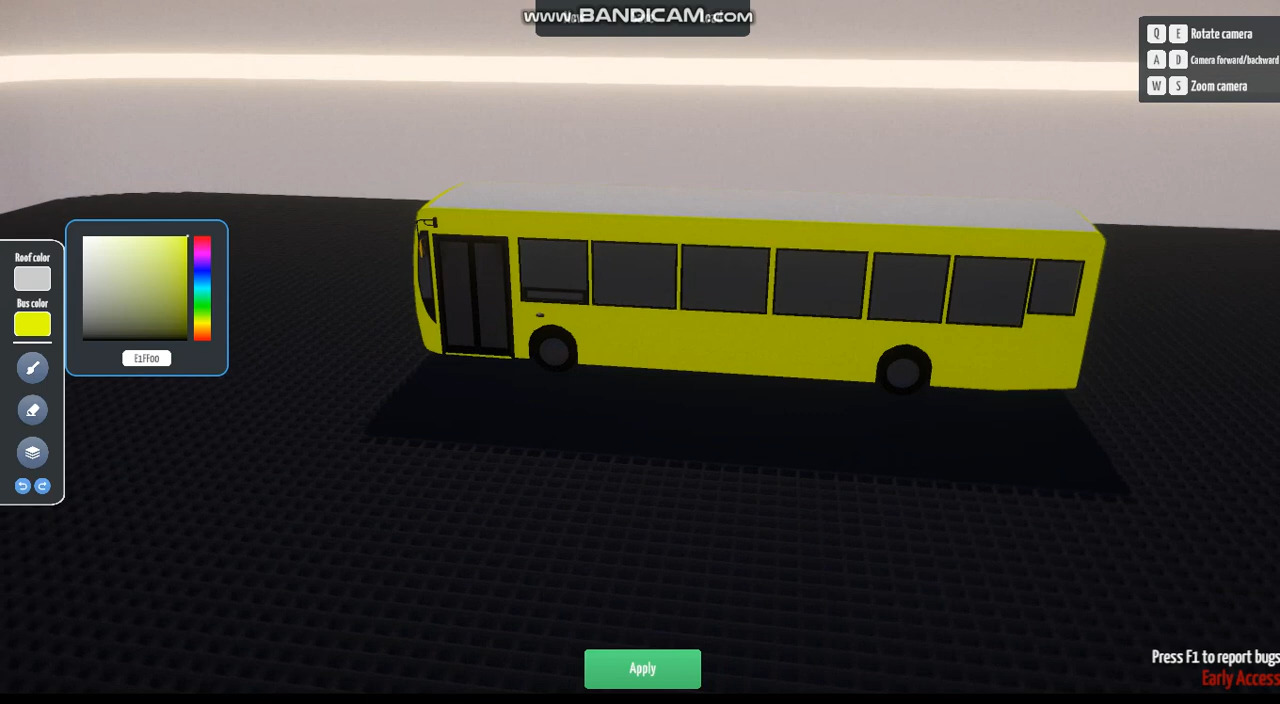 www.BANDICAM.COM
Q E Rotate camera
A D Camera forward/backward
W S Zoom camera
Roof color
Bus color
E1FF00
Apply
Press F1 to report bugs
Early Access